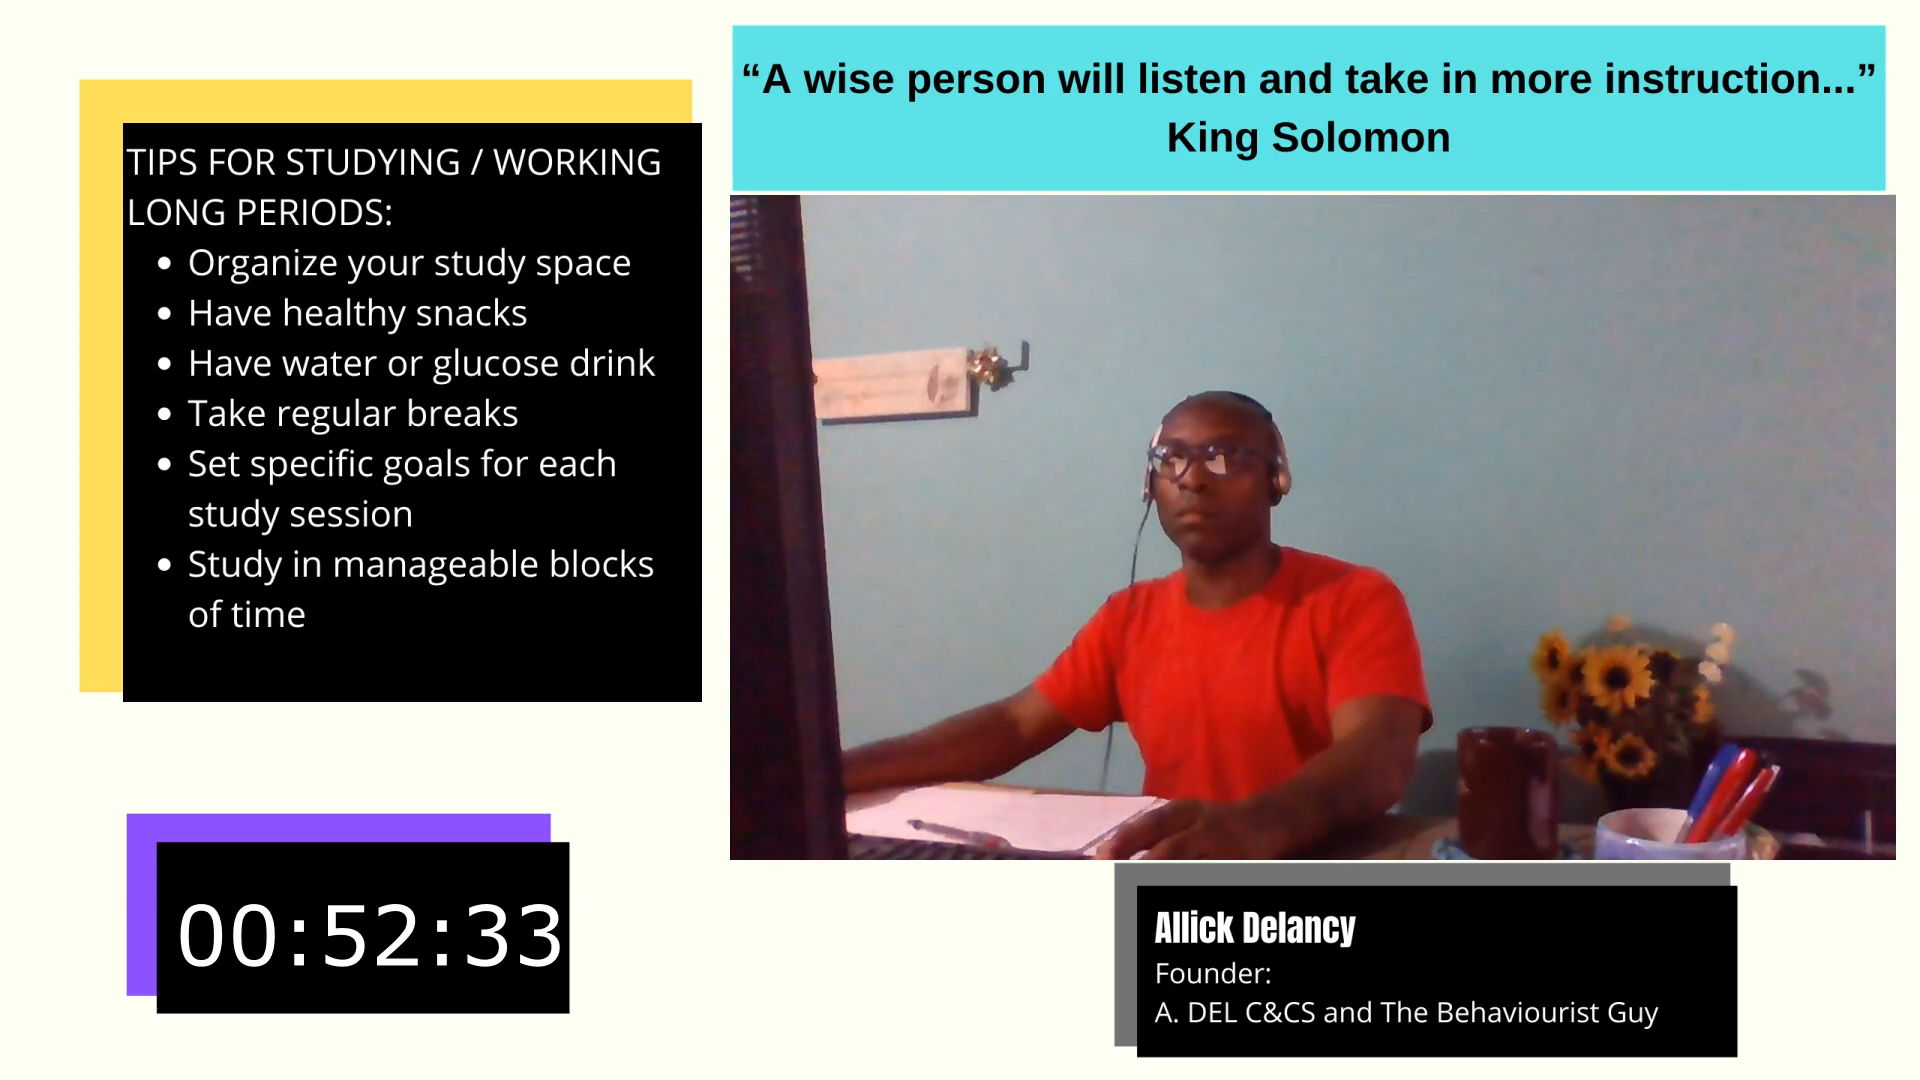 “A wise person will listen and take in more instruction...”
King Solomon
TIPS FOR STUDYING / WORKING
LONG PERIODS:
• Organize your study space
• Have healthy snacks
• Have water or glucose drink
• Take regular breaks
• Set specific goals for each
study session
• Study in manageable blocks
of time
00:52:33
Allick Delancy
Founder:
A. DEL C&CS and The Behaviourist Guy